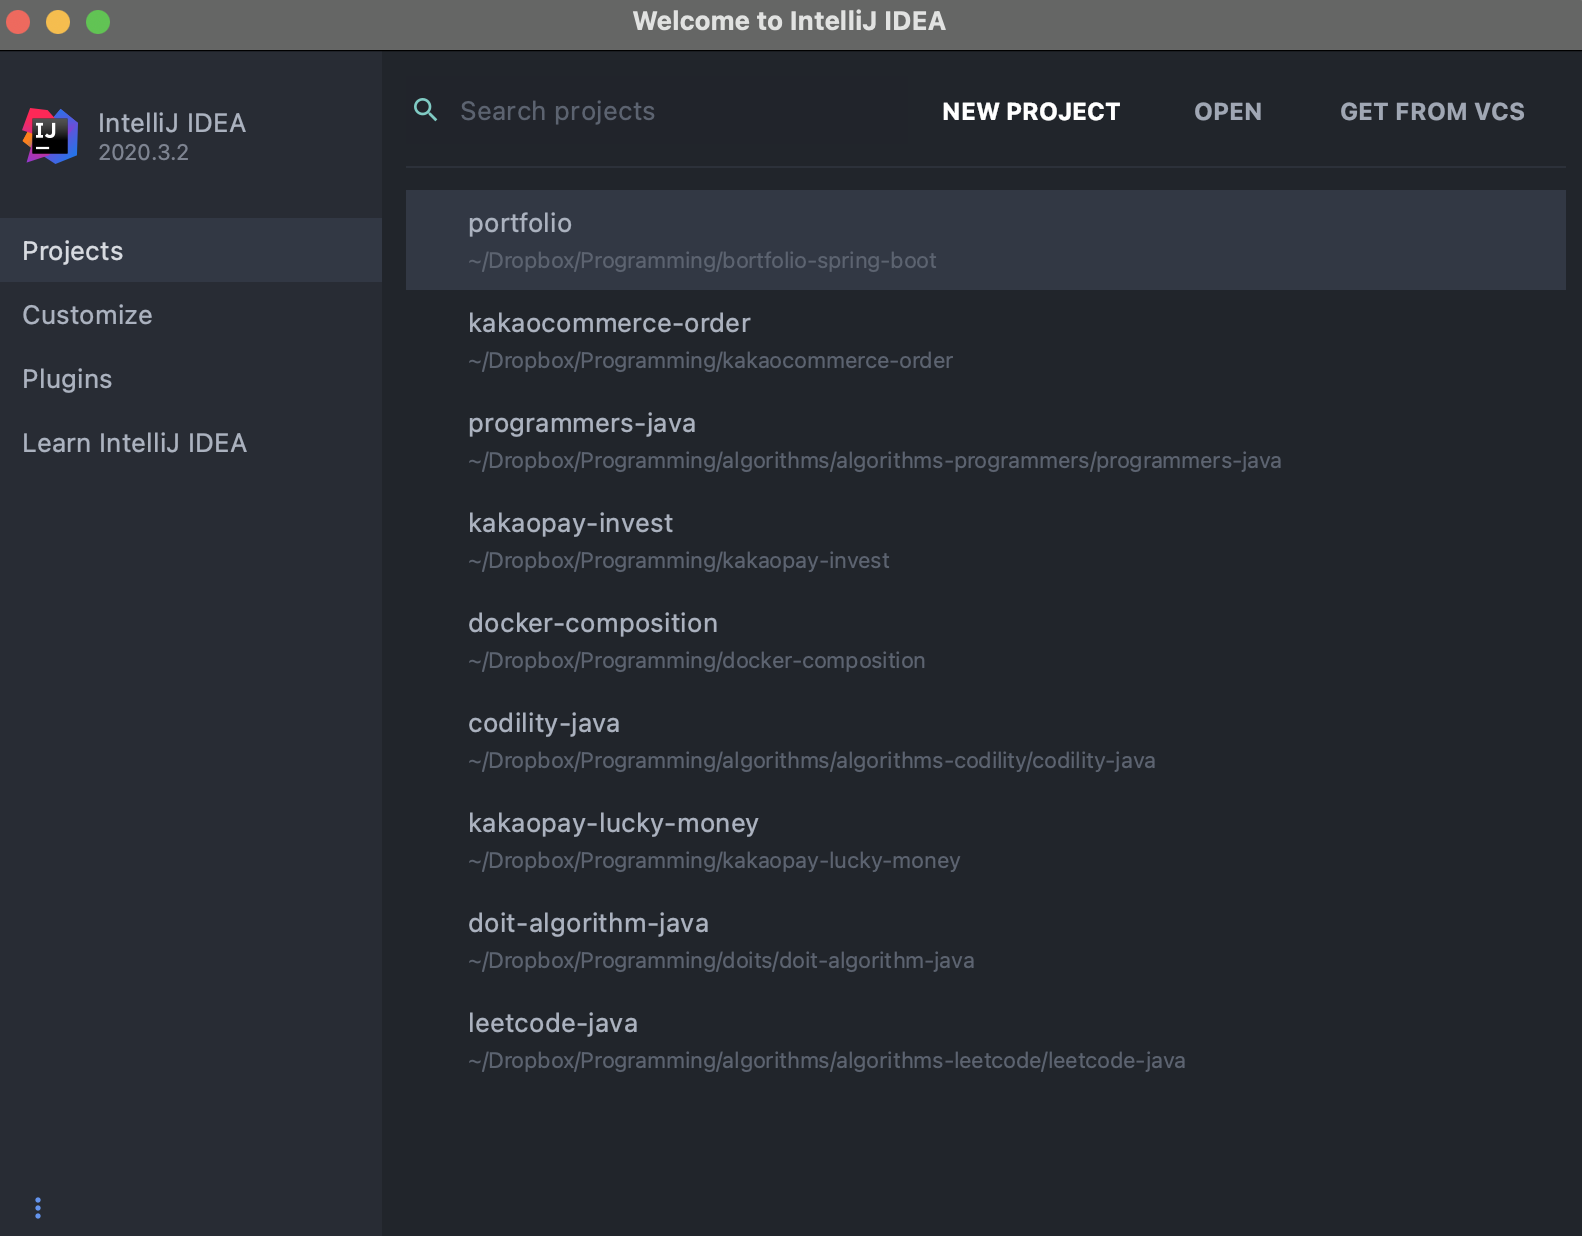 Welcome to IntelliJ IDEA
IJ
IntelliJ IDEA
2020.3.2
Projects
Customize
Plugins
Learn IntelliJ IDEA
Search projects
NEW PROJECT
OPEN
GET FROM VCS
portfolio
~/Dropbox/Programming/bortfolio-spring-boot
kakaocommerce-order
~/Dropbox/Programming/kakaocommerce-order
programmers-java
~/Dropbox/Programming/algorithms/algorithms-programmers/programmers-java
kakaopay-invest
~/Dropbox/Programming/kakaopay-invest
docker-composition
~/Dropbox/Programming/docker-composition
codility-java
~/Dropbox/Programming/algorithms/algorithms-codility/codility-java
kakaopay-lucky-money
~/Dropbox/Programming/kakaopay-lucky-money
doit-algorithm-java
~/Dropbox/Programming/doits/doit-algorithm-java
leetcode-java
~/Dropbox/Programming/algorithms/algorithms-leetcode/leetcode-java